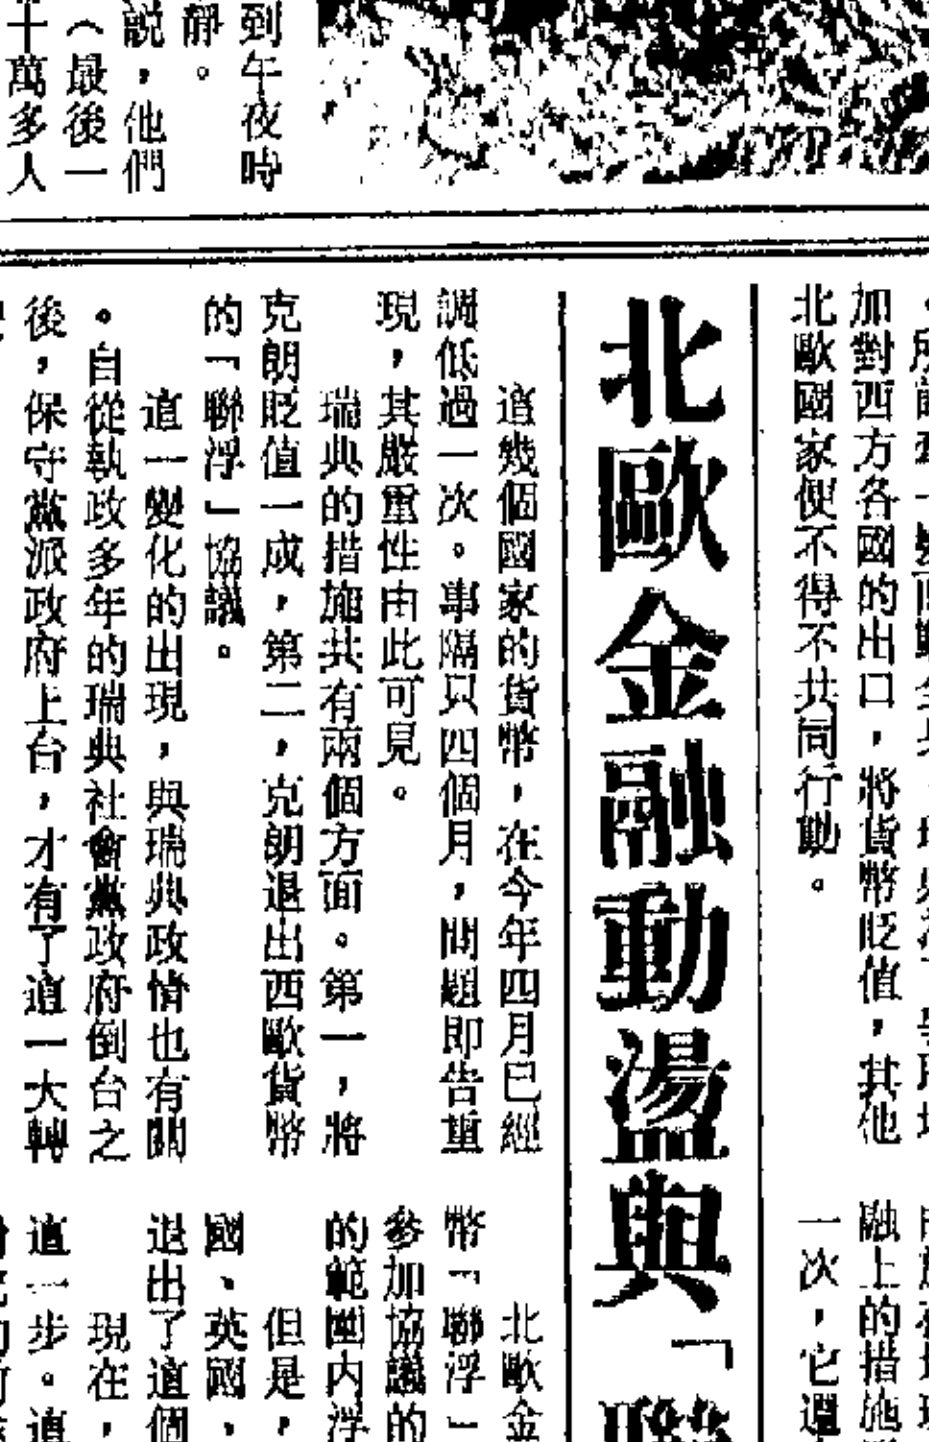 到午夜時
靜。
說，他們
（最後一
十萬多人
加對西方各國的出口，將貨幣貶值，其他
北歐國家便不得不共同行動。
北歐金融動盪與「聯
這幾個國家的貨幣，在今年四月已經
調低過一次。事隔只四個月，問題即告重
現，其嚴重性由此可見。
瑞典的措施共有兩個方面。第一，將
克朗貶值一成，第二，克朗退出西歐貨幣
的「聯浮」協議。
這一變化的出現，與瑞典政情也有關
。自從執政多年的瑞典社會黨政府倒台之
後，保守黨派政府上台，才有了這一大轉
融上的措施
一次，它還
北歐金
幣「聯浮」
參加協議的
的範圍內浮
但是，
國、英國，
退出了這個
現在，
這一步。這